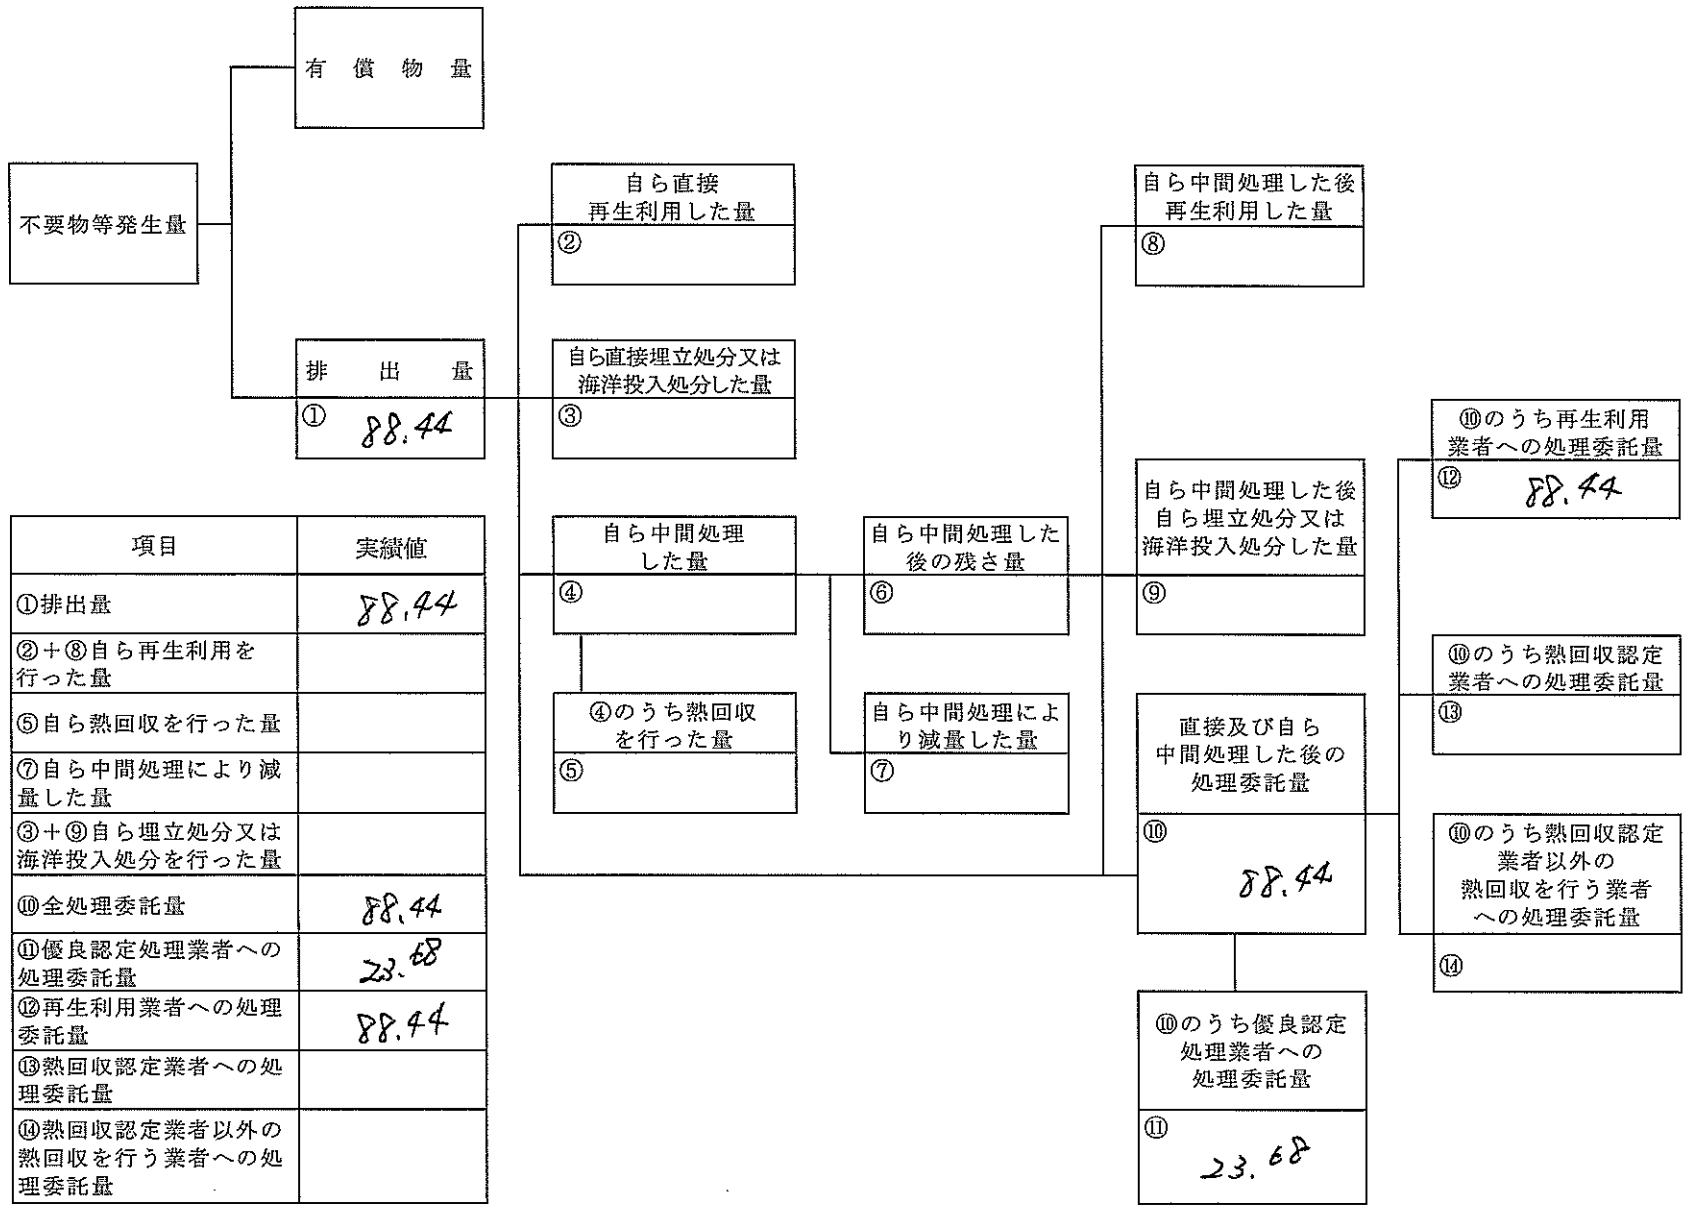 有償物量
不要物等発生量
排出量
① 88.44
自ら直接
再生利用した量
②
自ら直接埋立処分又は
海洋投入処分した量
③
自ら中間処理
した量
④
④のうち熱回収
を行った量
⑤
自ら中間処理した
後の残さ量
⑥
自ら中間処理によ
り減量した量
⑦
自ら中間処理した後
再生利用した量
⑧
自ら中間処理した後
自ら埋立処分又は
海洋投入処分した量
⑨
直接及び自ら
中間処理した後の
処理委託量
⑩
88.44
⑩のうち優良認定
処理業者への
処理委託量
⑪
23.68
⑩のうち再生利用
業者への処理委託量
⑫ 88.44
⑩のうち熱回収認定
業者への処理委託量
⑬
⑩のうち熱回収認定
業者以外の
熱回収を行う業者
への処理委託量
⑭
項目 実績値
①排出量 88.44
②+⑧自ら再生利用を
行った量
⑤自ら熱回収を行った量
⑦自ら中間処理により減
量した量
③+⑨自ら埋立処分又は
海洋投入処分を行った量
⑩全処理委託量 88.44
⑪優良認定処理業者への
処理委託量 23.68
⑫再生利用業者への処理
委託量 88.44
⑬熱回収認定業者への処
理委託量
⑭熱回収認定業者以外の
熱回収を行う業者への処
理委託量